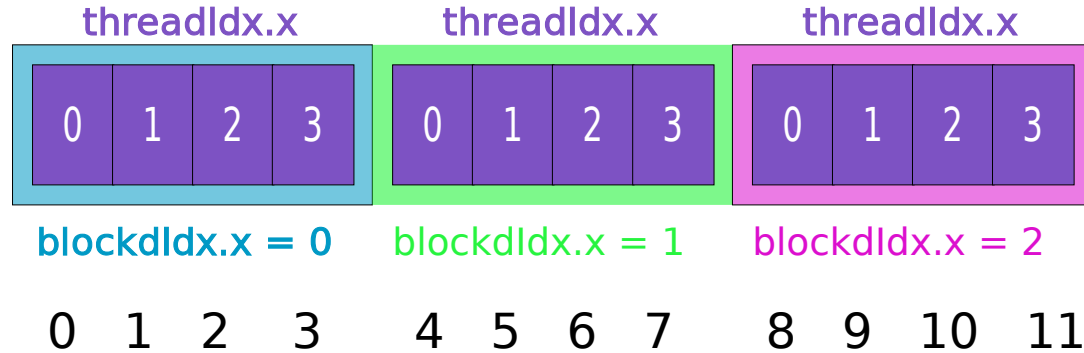 threadIdx.x threadIdx.x threadIdx.x
0 1 2 3 0 1 2 3 0 1 2 3
blockdIdx.x = 0 blockdIdx.x = 1 blockdIdx.x = 2
0 1 2 3 4 5 6 7 8 9 10 11